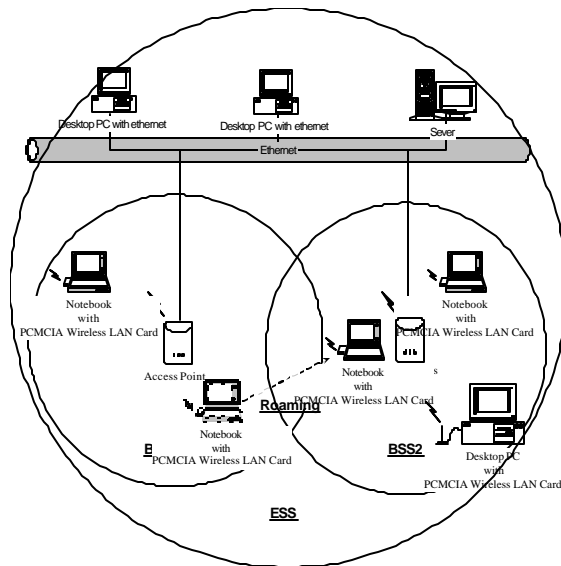 Desktop PC with ethernet
Desktop PC with ethernet
Sever
Ethernet
Notebook
with
PCMCIA Wireless LAN Card
Notebook
with
PCMCIA Wireless LAN Card
Access Point
Notebook
with
PCMCIA Wireless LAN Card
s
Roaming
Notebook
with
PCMCIA Wireless LAN Card
B
BSS2
Desktop PC
with
PCMCIA Wireless LAN Card
ESS